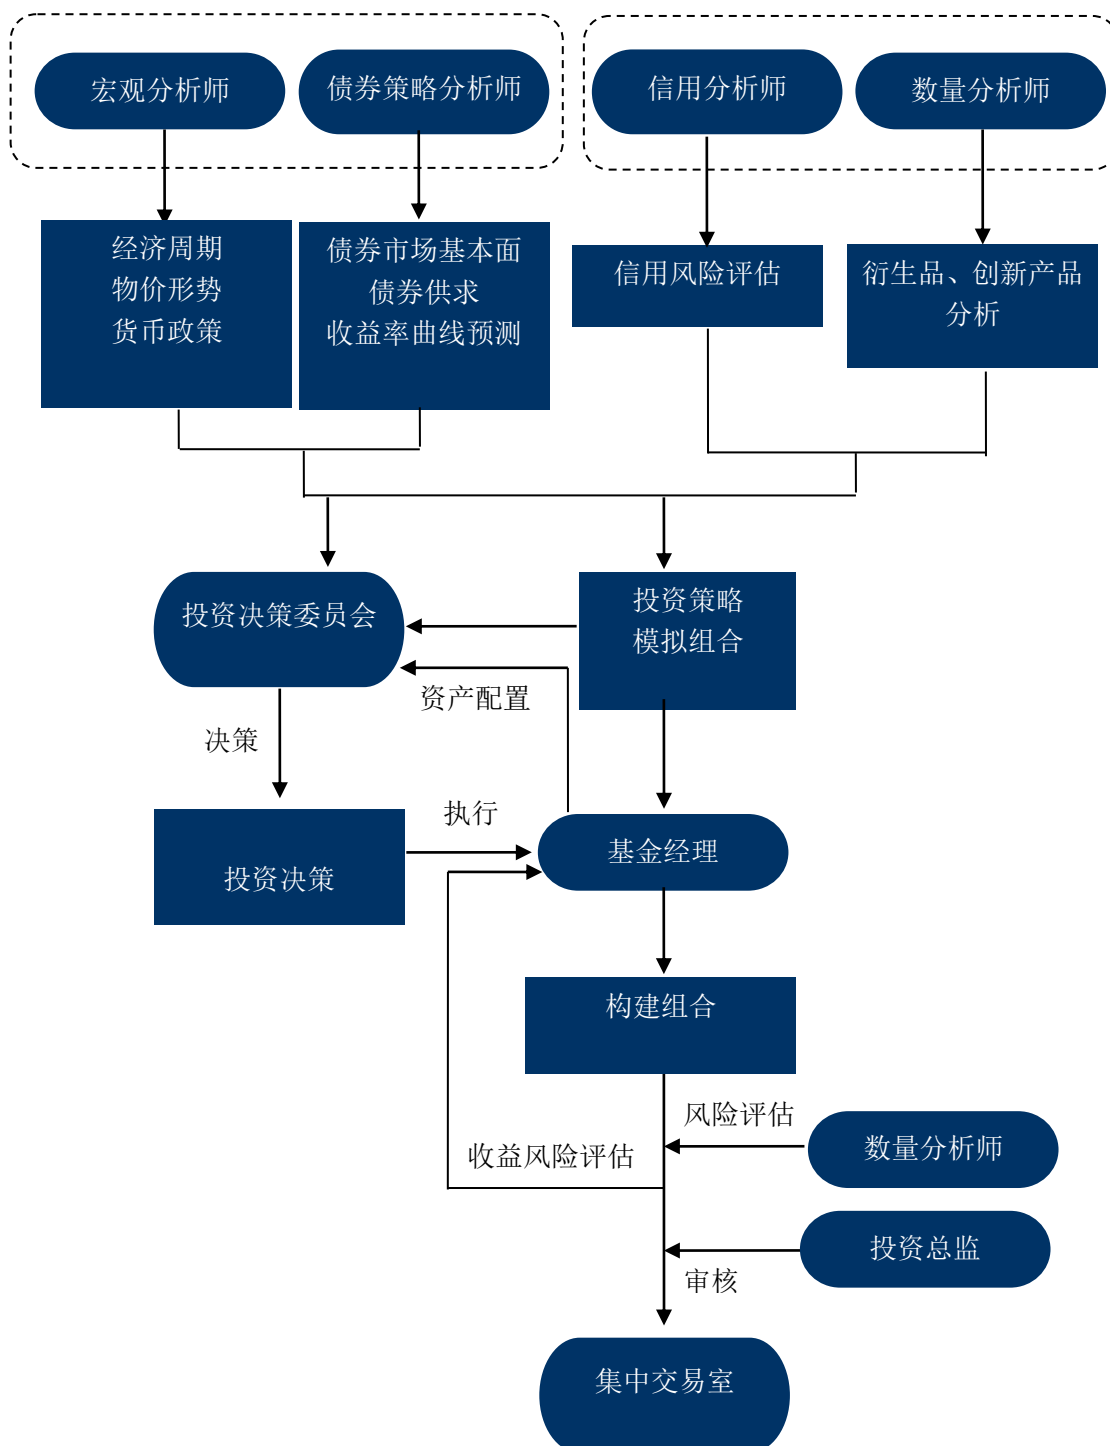 宏观分析师
债券策略分析师
信用分析师
数量分析师
经济周期
物价形势
货币政策
债券市场基本面
债券供求
收益率曲线预测
信用风险评估
衍生品、创新产品
分析
投资决策委员会
投资策略
模拟组合
资产配置
决策
执行
投资决策
基金经理
构建组合
风险评估
数量分析师
收益风险评估
投资总监
审核
集中交易室